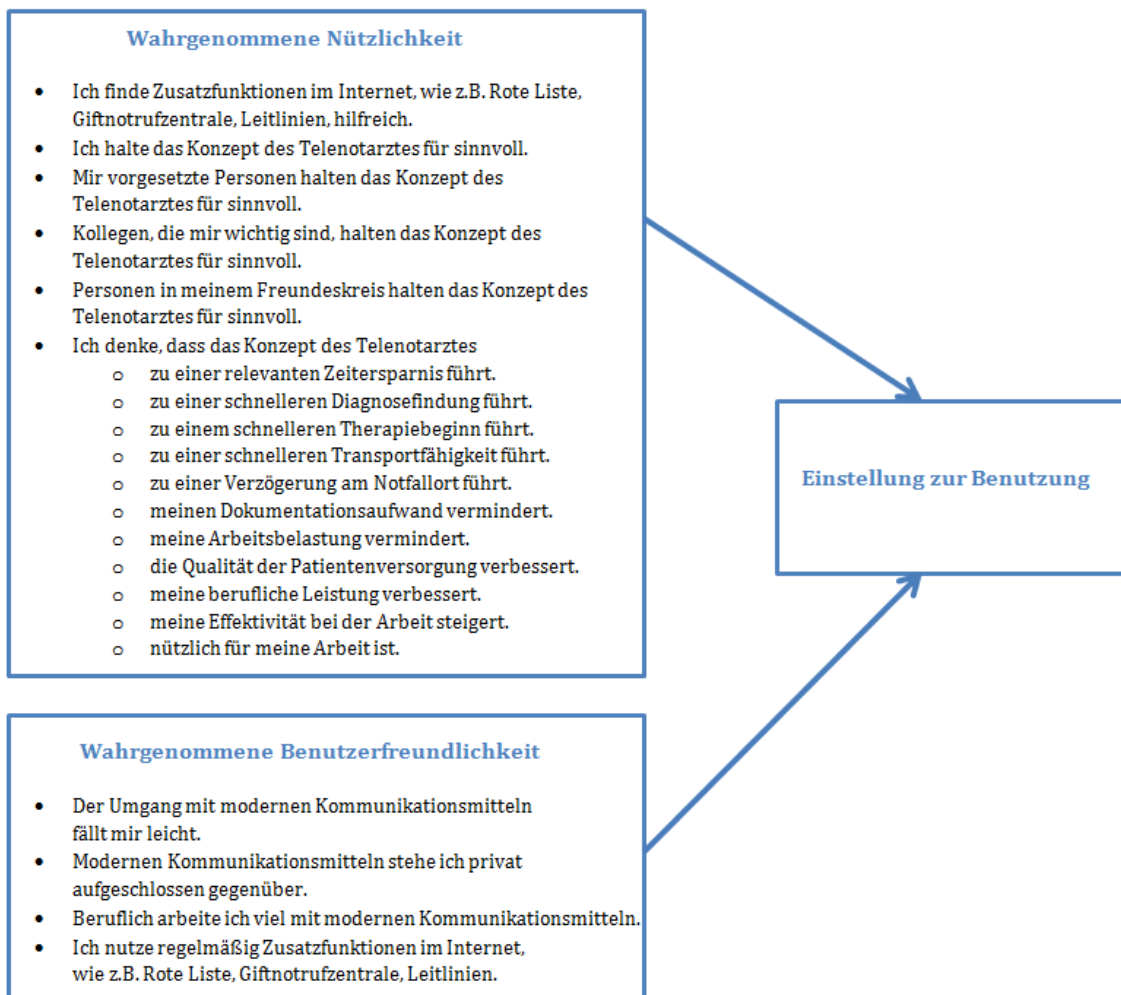 Wahrgenommene Nützlichkeit
• Ich finde Zusatzfunktionen im Internet, wie z.B. Rote Liste,
Giftnotrufzentrale, Leitlinien, hilfreich.
• Ich halte das Konzept des Telenotarztes für sinnvoll.
• Mir vorgesetzte Personen halten das Konzept des
Telenotarztes für sinnvoll.
• Kollegen, die mir wichtig sind, halten das Konzept des
Telenotarztes für sinnvoll.
• Personen in meinem Freundeskreis halten das Konzept des
Telenotarztes für sinnvoll.
• Ich denke, dass das Konzept des Telenotarztes
o zu einer relevanten Zeitersparnis führt.
o zu einer schnelleren Diagnosefindung führt.
o zu einem schnelleren Therapiebeginn führt.
o zu einer schnelleren Transportfähigkeit führt.
o zu einer Verzögerung am Notfallort führt.
o meinen Dokumentationsaufwand vermindert.
o meine Arbeitsbelastung vermindert.
o die Qualität der Patientenversorgung verbessert.
o meine berufliche Leistung verbessert.
o meine Effektivität bei der Arbeit steigert.
o nützlich für meine Arbeit ist.
Einstellung zur Benutzung
Wahrgenommene Benutzerfreundlichkeit
• Der Umgang mit modernen Kommunikationsmitteln
fällt mir leicht.
• Modernen Kommunikationsmitteln stehe ich privat
aufgeschlossen gegenüber.
• Beruflich arbeite ich viel mit modernen Kommunikationsmitteln.
• Ich nutze regelmäßig Zusatzfunktionen im Internet,
wie z.B. Rote Liste, Giftnotrufzentrale, Leitlinien.